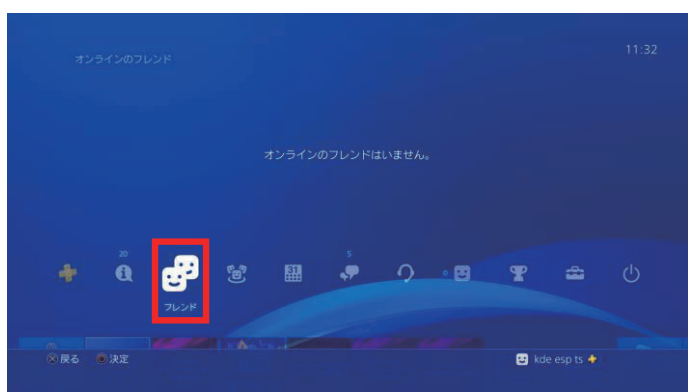 オンラインのフレンド
11:32
オンラインのフレンドはいません。
20
5
31
フレンド
戻る
決定
kde esp ts